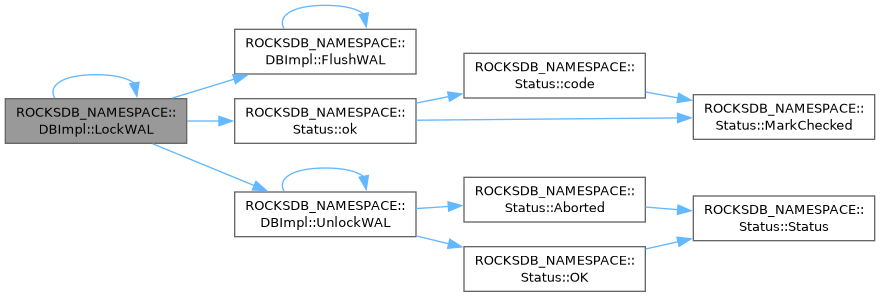 ROCKSDB_NAMESPACE::
DBImpl::LockWAL
ROCKSDB_NAMESPACE::
DBImpl::FlushWAL
ROCKSDB_NAMESPACE::
Status::ok
ROCKSDB_NAMESPACE::
Status::code
ROCKSDB_NAMESPACE::
Status::MarkChecked
ROCKSDB_NAMESPACE::
DBImpl::UnlockWAL
ROCKSDB_NAMESPACE::
Status::Aborted
ROCKSDB_NAMESPACE::
Status::OK
ROCKSDB_NAMESPACE::
Status::Status